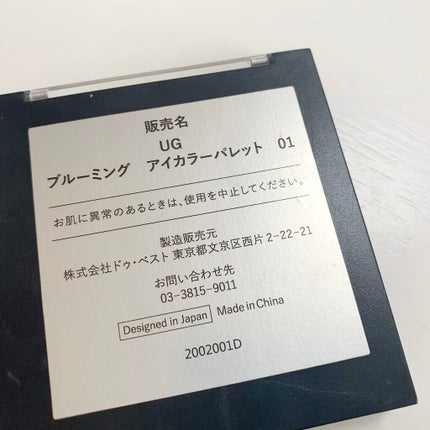 販売名
UG
ブルーミング アイカラーパレット 01
お肌に異常のあるときは、使用を中止してください。
製造販売元
株式会社ドゥ・ベスト 東京都文京区西片2-22-21
お問い合わせ先
03-3815-9011
Designed in Japan Made in China
2002001D